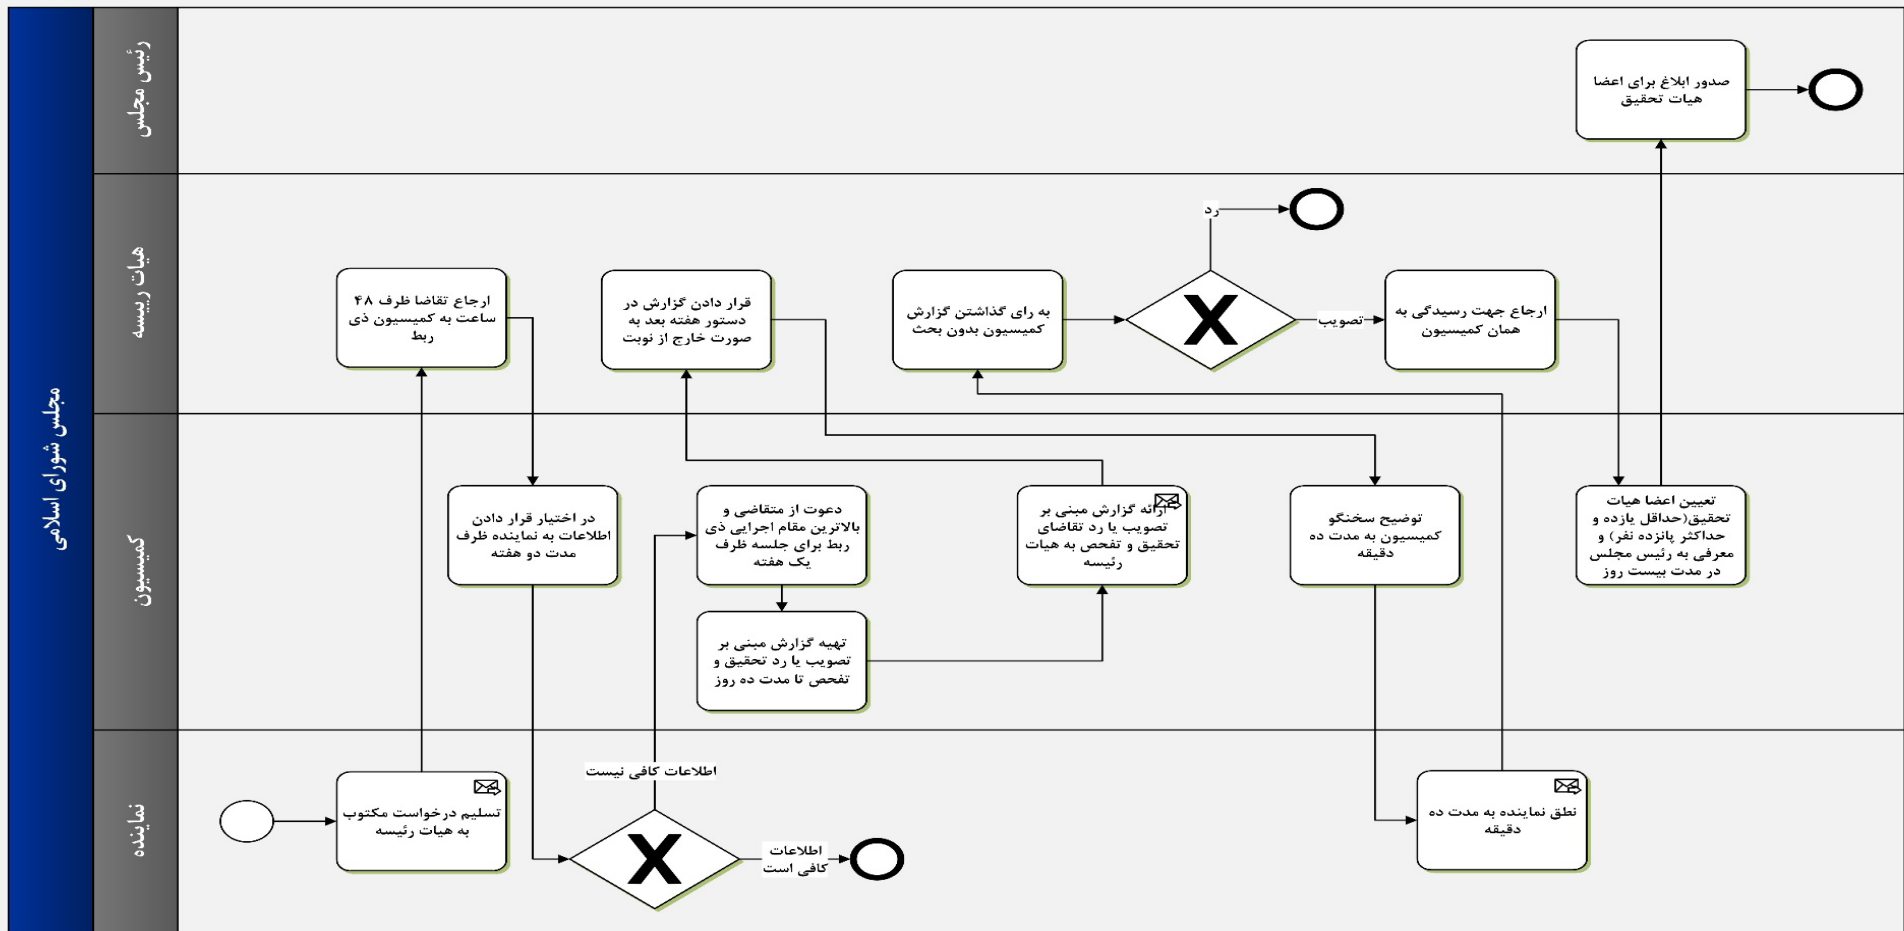 مجلس شورای اسلامی
رئیس مجلس
صدور ابلاغ برای اعضا
هیات تحقیق
هیات رییسه
ارجاع تقاضا ظرف ۴۸
ساعت به کمیسیون ذی
ربط
قرار دادن گزارش در
دستور هفته بعد به
صورت خارج از نوبت
به رای گذاشتن گزارش
کمیسیون بدون بحث
رد
تصویب
ارجاع جهت رسیدگی به
همان کمیسیون
کمیسیون
در اختیار قرار دادن
اطلاعات به نماینده ظرف
مدت دو هفته
دعوت از متقاضی و
بالاترین مقام اجرایی ذی
ربط برای جلسه ظرف
یک هفته
تهیه گزارش مبنی بر
تصویب یا رد تحقیق و
تفحص تا مدت ده روز
ارائه گزارش مبنی بر
تصویب یا رد تقاضای
تحقیق و تفحص به هیات
رئیسه
توضیح سخنگو
کمیسیون به مدت ده
دقیقه
تعیین اعضا هیات
تحقیق(حداقل یازده و
حداکثر پانزده نفر) و
معرفی به رئیس مجلس
در مدت بیست روز
نماینده
تسلیم درخواست مکتوب
به هیات رئیسه
اطلاعات کافی نیست
اطلاعات
کافی است
نطق نماینده به مدت ده
دقیقه